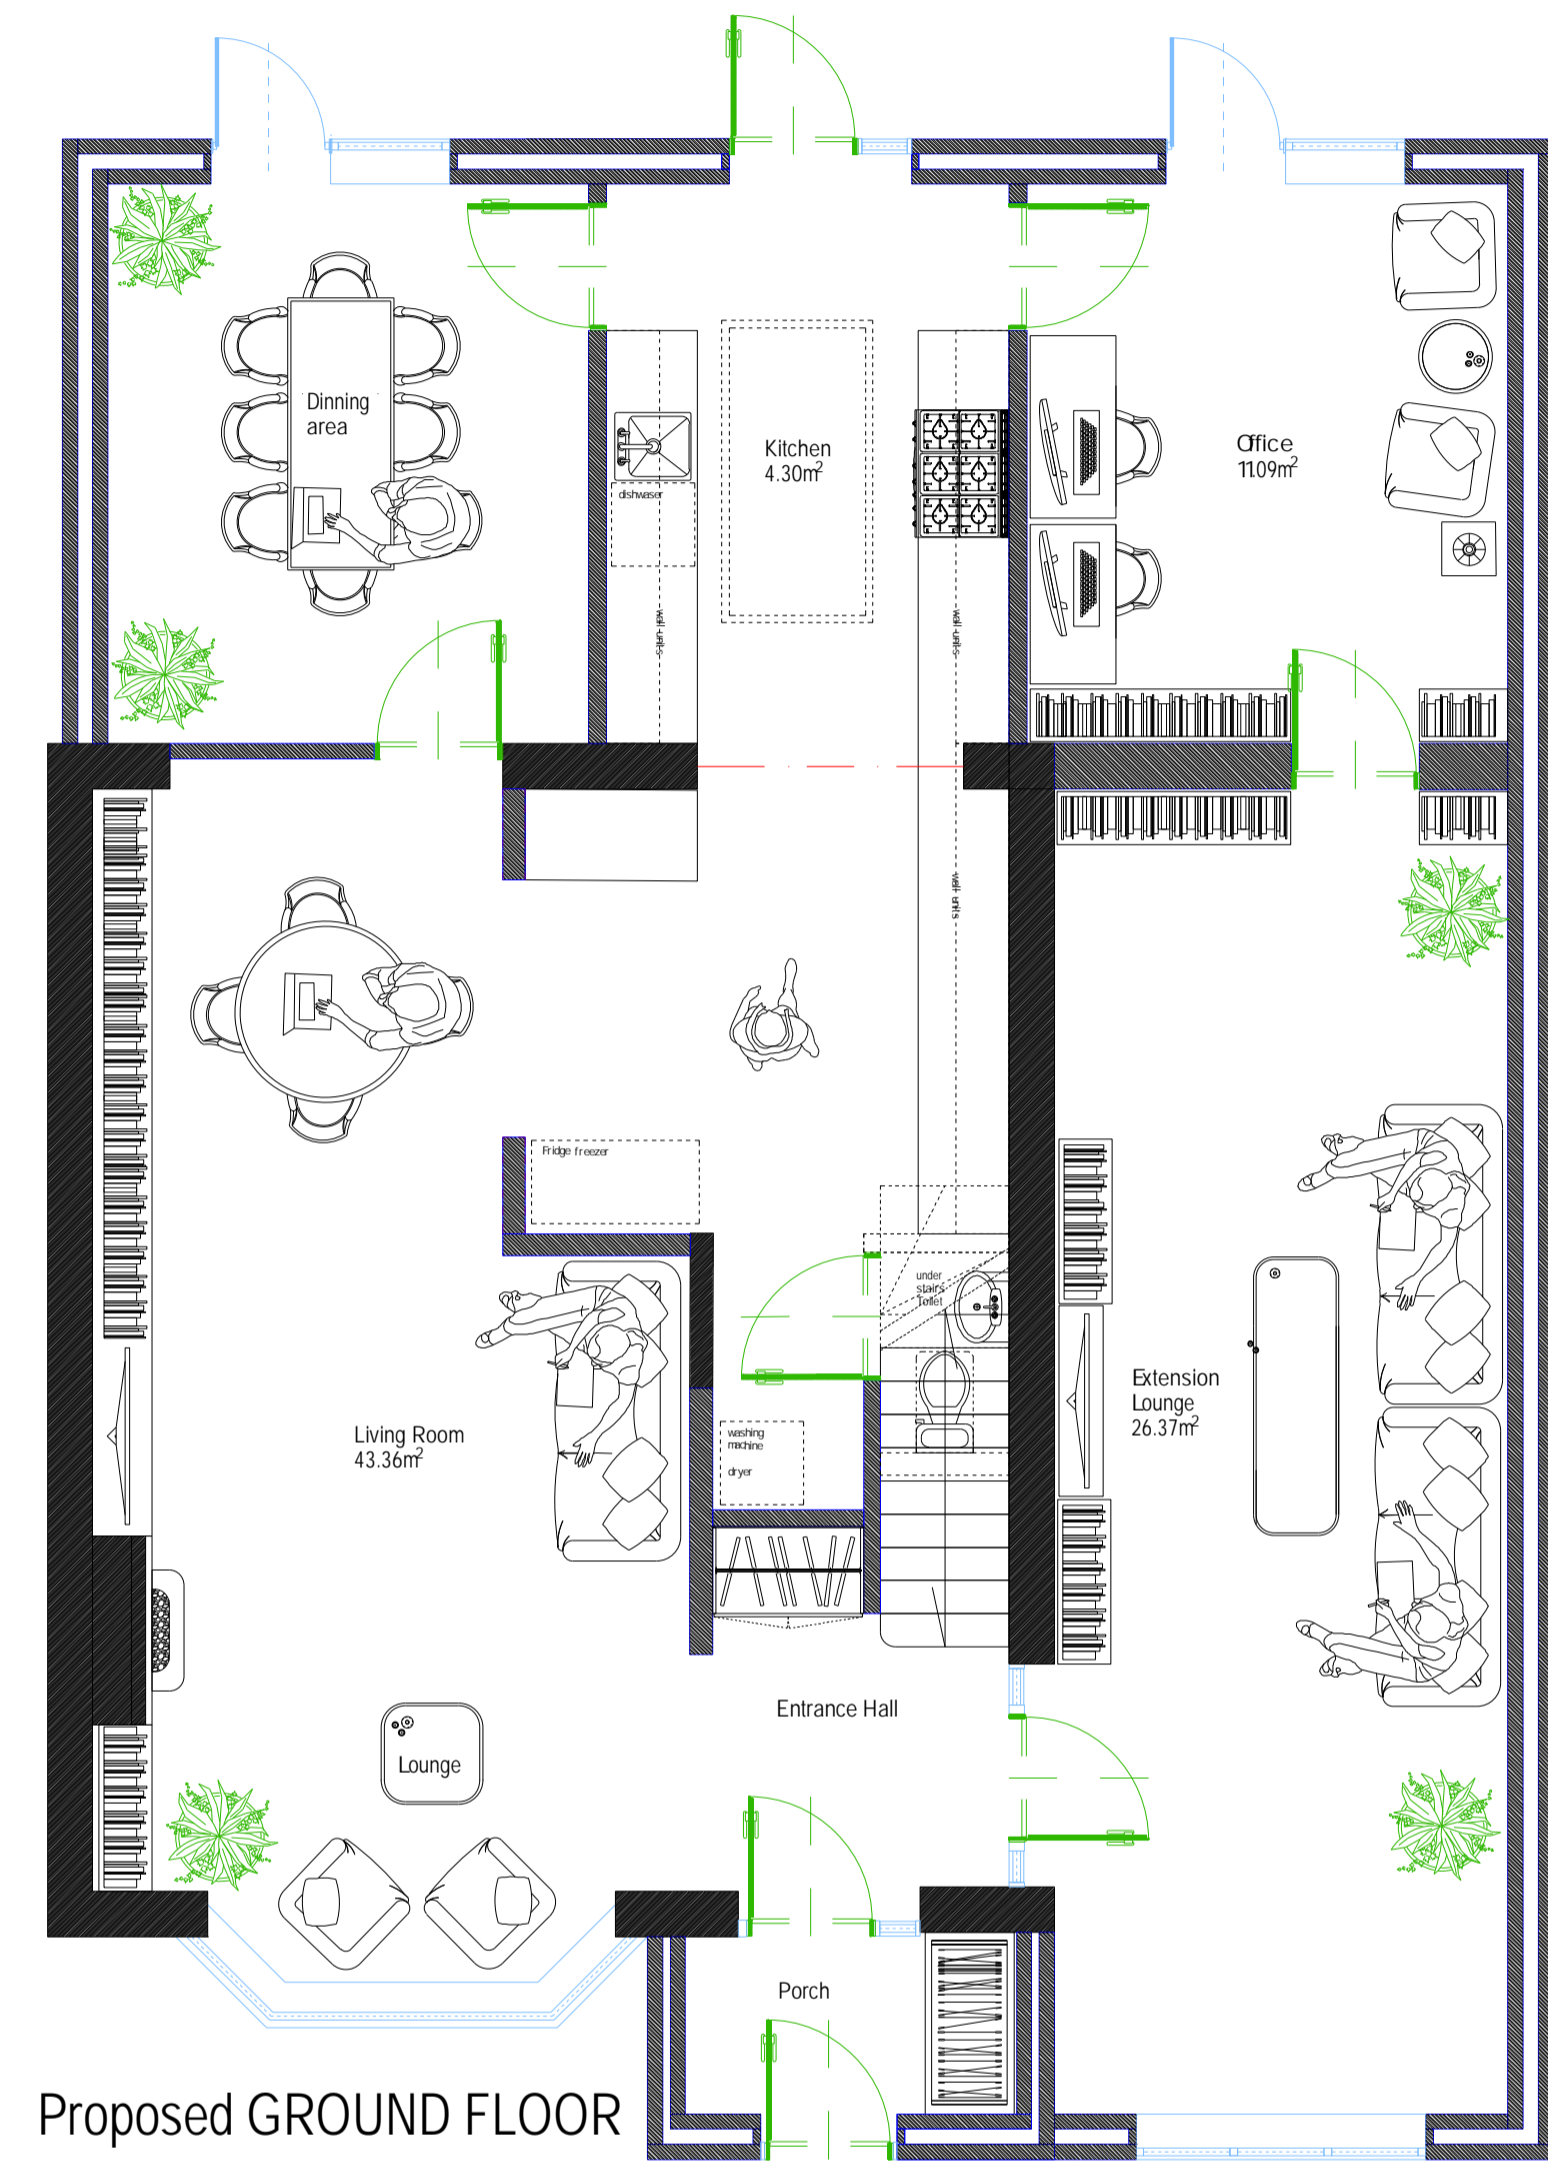 Dinning
area
Kitchen
4.30m²
Office
11.09m²
dishwaser
wall units
wall units
wall units
Fridge freezer
under
stairs
Toilet
Extension
Lounge
26.37m²
Living Room
43.36m²
washing
machine
dryer
Entrance Hall
Lounge
Porch
Proposed GROUND FLOOR